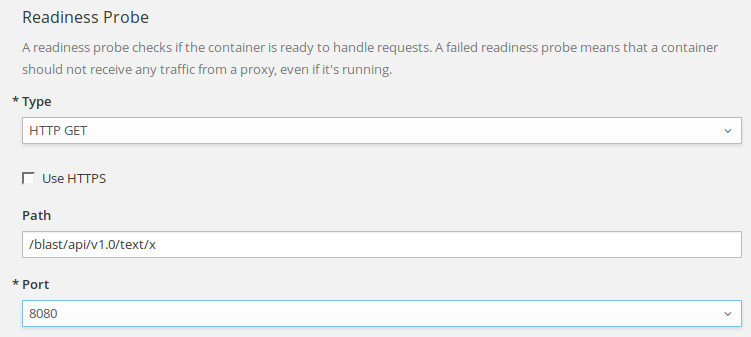 Readiness Probe
A readiness probe checks if the container is ready to handle requests. A failed readiness probe means that a container
should not receive any traffic from a proxy, even if it's running.
* Type
HTTP GET
Use HTTPS
Path
/blast/api/v1.0/text/x
* Port
8080